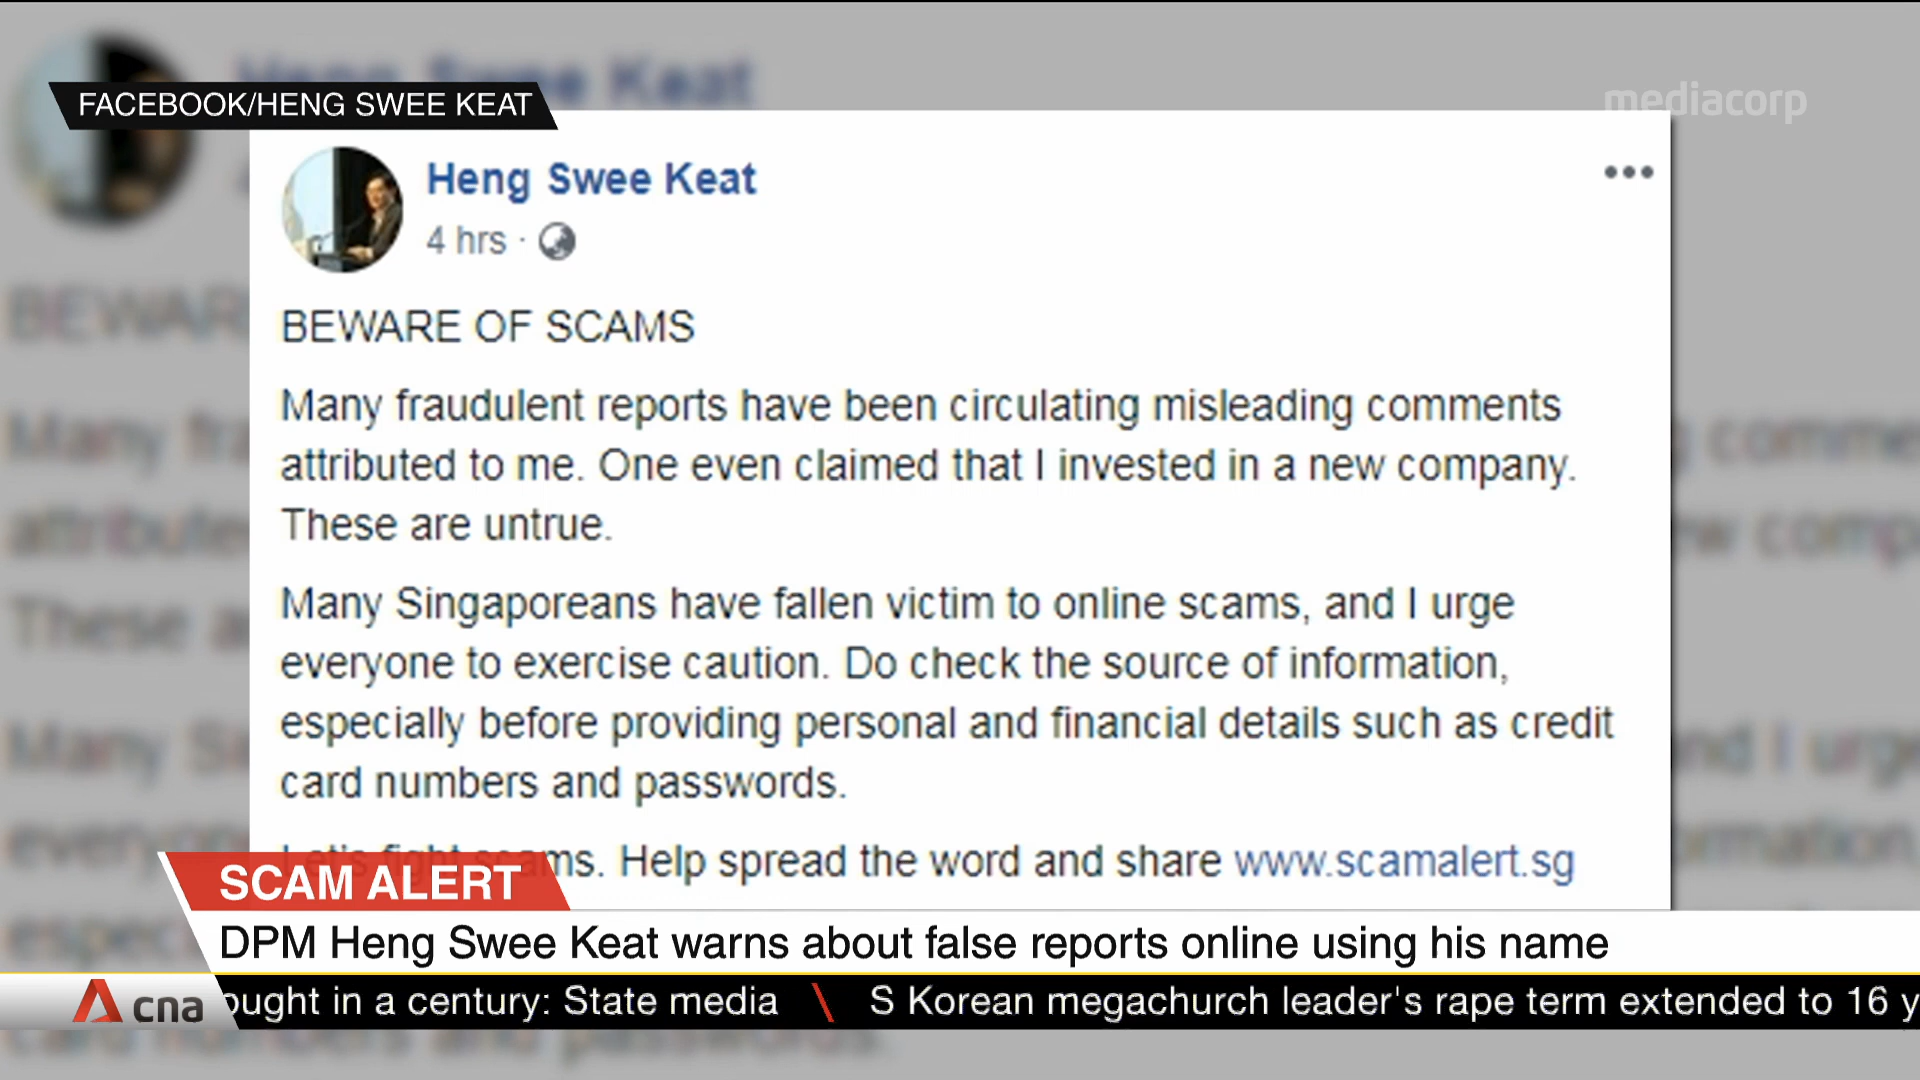 mediacorp
FACEBOOK/HENG SWEE KEAT
Heng Swee Keat
4 hrs ·
BEWARE OF SCAMS
Many fraudulent reports have been circulating misleading comments
attributed to me. One even claimed that I invested in a new company.
These are untrue.
Many Singaporeans have fallen victim to online scams, and I urge
everyone to exercise caution. Do check the source of information,
especially before providing personal and financial details such as credit
card numbers and passwords.
Let's fight scams. Help spread the word and share www.scamalert.sg
SCAM ALERT
DPM Heng Swee Keat warns about false reports online using his name
cna
ought in a century: State media \ S Korean megachurch leader's rape term extended to 16 y